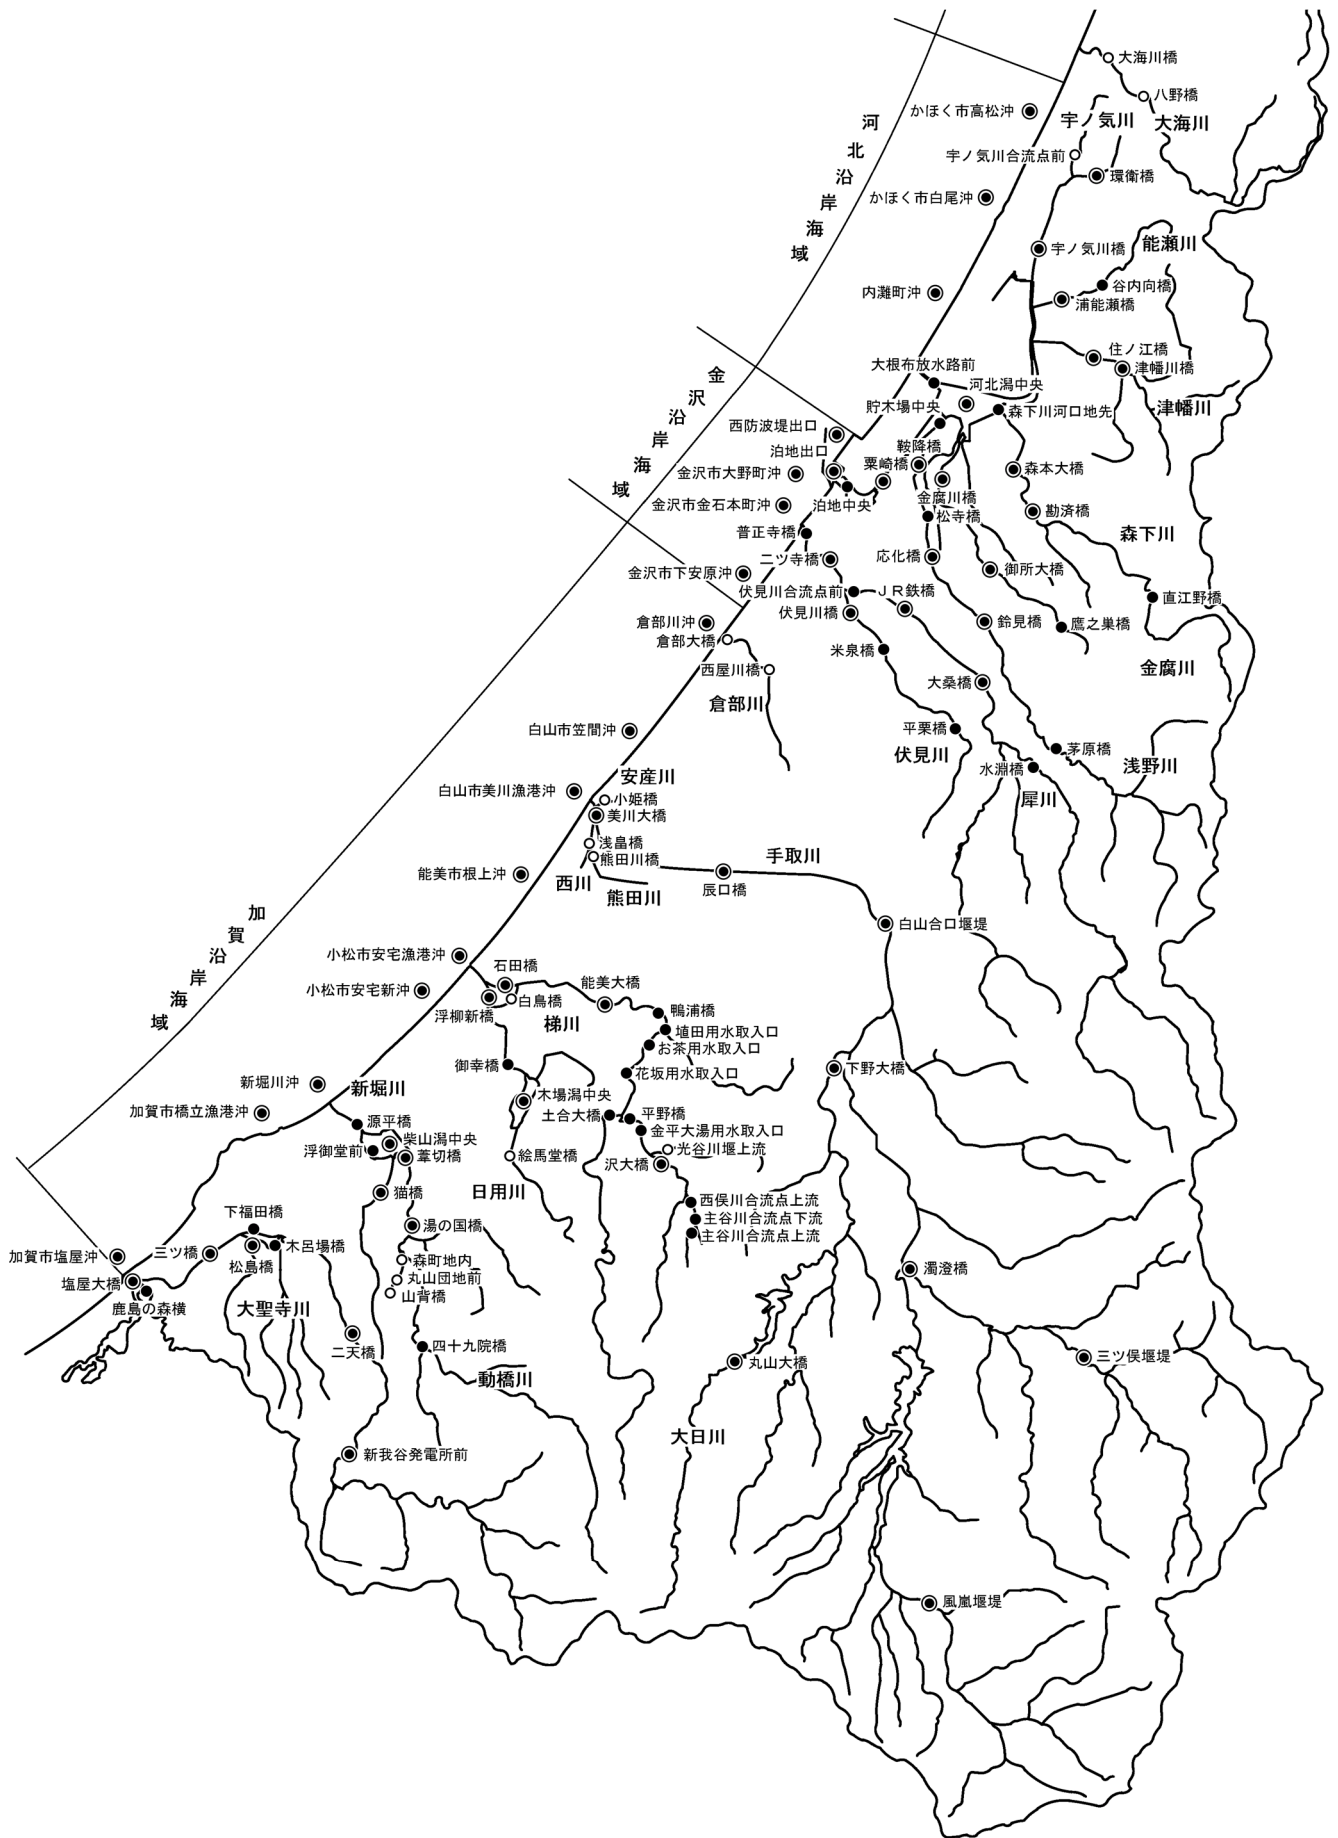 大海川橋
八野橋
かほく市高松沖
宇ノ気川
大海川
河北沿岸海域
宇ノ気川合流点前
環衛橋
かほく市白尾沖
能瀬川
宇ノ気川橋
谷内向橋
内灘町沖
浦能瀬橋
住ノ江橋
大根布放水路前
津幡川橋
金沢沿岸海域
河北潟中央
貯木場中央
森下川河口地先
津幡川
西防波堤出口
泊地出口
鞍降橋
粟崎橋
金沢市大野町沖
森本大橋
金腐川橋
金沢市金石本町沖
泊地中央
松寺橋
勘済橋
普正寺橋
森下川
二ツ寺橋
応化橋
金沢市下安原沖
御所大橋
伏見川合流点前
JR鉄橋
直江野橋
伏見川橋
倉部川沖
鈴見橋
鷹之巣橋
倉部大橋
米泉橋
西屋川橋
金腐川
大桑橋
倉部川
白山市笠間沖
平栗橋
伏見川
茅原橋
水淵橋
浅野川
安産川
白山市美川漁港沖
小姫橋
犀川
美川大橋
浅畠橋
熊田川橋
手取川
能美市根上沖
西川
熊田川
辰口橋
加賀沿岸海域
白山合口堰堤
小松市安宅漁港沖
石田橋
能美大橋
小松市安宅新沖
白鳥橋
浮柳新橋
鴨浦橋
梯川
埴田用水取入口
お茶用水取入口
御幸橋
花坂用水取入口
下野大橋
新堀川沖
新堀川
木場潟中央
加賀市橋立漁港沖
土合大橋
平野橋
源平橋
金平大湯用水取入口
柴山潟中央
浮御堂前
葦切橋
絵馬堂橋
光谷川堰上流
沢大橋
猫橋
日用川
西俣川合流点上流
下福田橋
湯の国橋
主谷川合流点下流
主谷川合流点上流
加賀市塩屋沖
三ツ橋
木呂場橋
松島橋
森町地内
濁澄橋
塩屋大橋
丸山団地前
山背橋
鹿島の森横
大聖寺川
二天橋
四十九院橋
三ツ俣堰堤
丸山大橋
動橋川
大日川
新我谷発電所前
風嵐堰堤